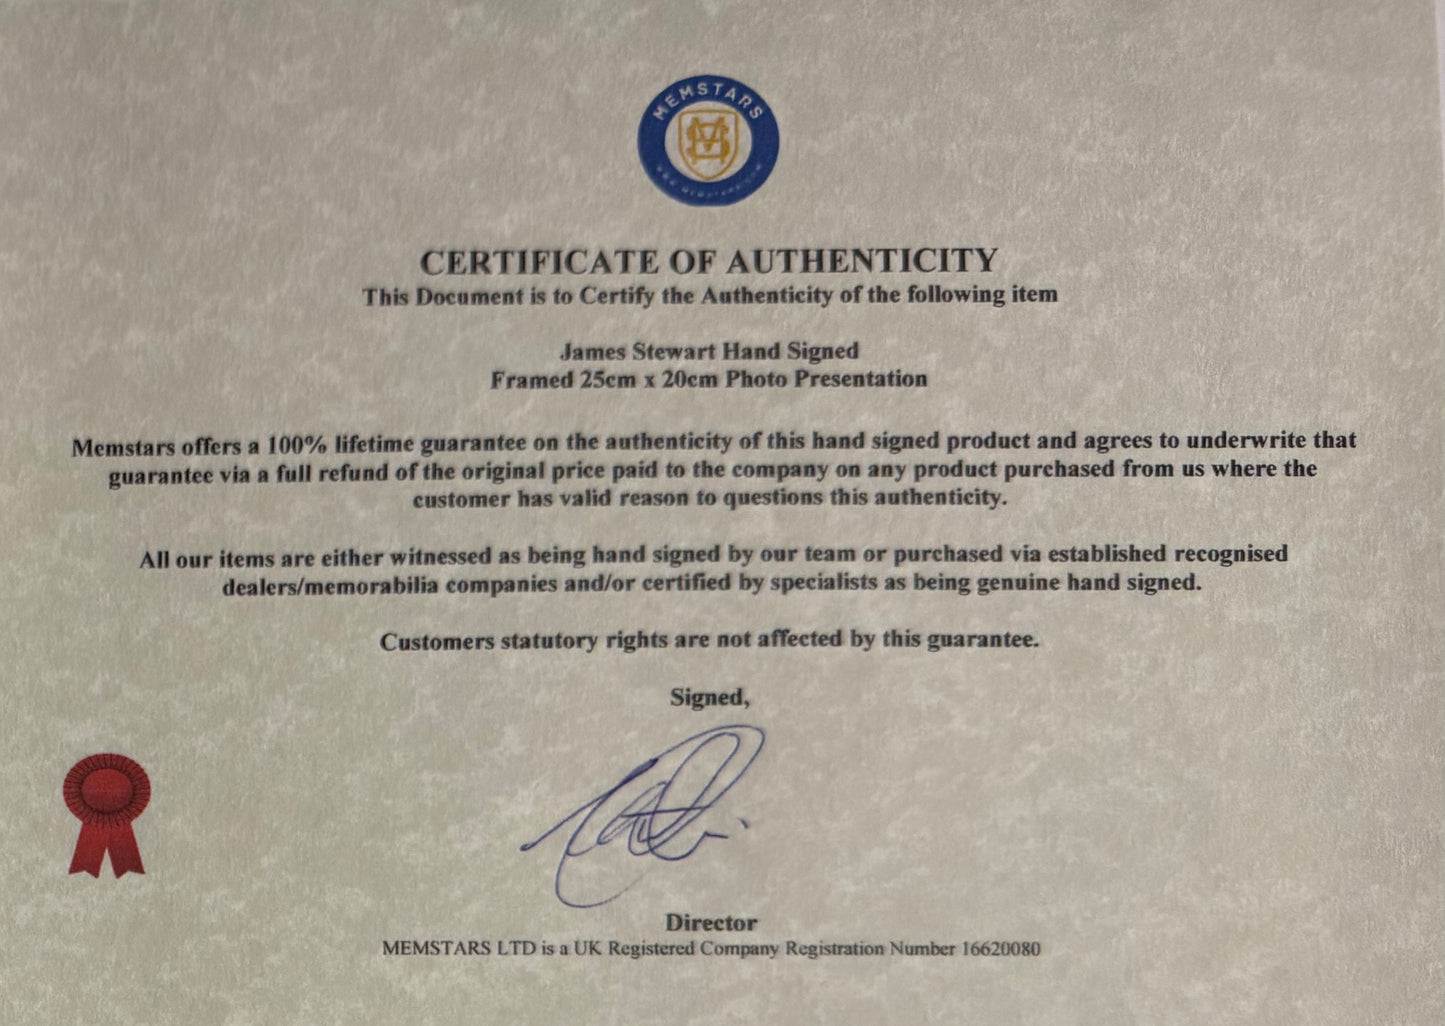 MEMSTARS
MS
CERTIFICATE OF AUTHENTICITY
This Document is to Certify the Authenticity of the following item
James Stewart Hand Signed
Framed 25cm x 20cm Photo Presentation
Memstars offers a 100% lifetime guarantee on the authenticity of this hand signed product and agrees to underwrite that
guarantee via a full refund of the original price paid to the company on any product purchased from us where the
customer has valid reason to questions this authenticity.
All our items are either witnessed as being hand signed by our team or purchased via established recognised
dealers/memorabilia companies and/or certified by specialists as being genuine hand signed.
Customers statutory rights are not affected by this guarantee.
Signed,
Director
MEMSTARS LTD is a UK Registered Company Registration Number 16620080